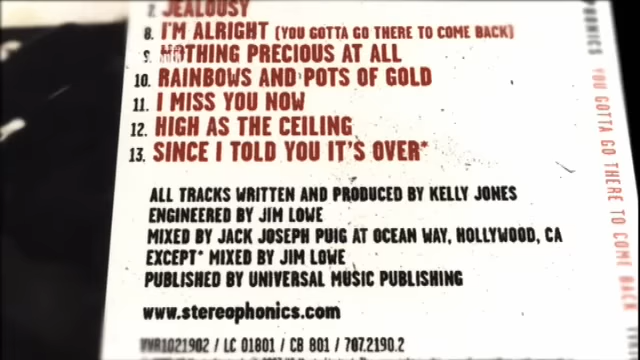 7. JEALOUSY
8. I'M ALRIGHT (YOU GOTTA GO THERE TO COME BACK)
9. NOTHING PRECIOUS AT ALL
10. RAINBOWS AND POTS OF GOLD
11. I MISS YOU NOW
12. HIGH AS THE CEILING
13. SINCE I TOLD YOU IT'S OVER*
ALL TRACKS WRITTEN AND PRODUCED BY KELLY JONES
ENGINEERED BY JIM LOWE
MIXED BY JACK JOSEPH PUIG AT OCEAN WAY, HOLLYWOOD, CA
EXCEPT* MIXED BY JIM LOWE
PUBLISHED BY UNIVERSAL MUSIC PUBLISHING
www.stereophonics.com
VVR1021902 / LC 01801 / CB 801 / 707.2190.2
PHONICS YOU GOTTA GO THERE TO COME BACK